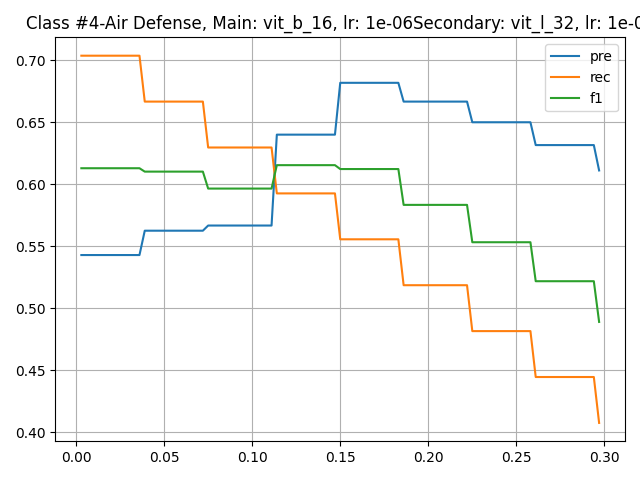 Class #4-Air Defense, Main: vit_b_16, lr: 1e-06Secondary: vit_l_32, lr: 1e-0
pre
rec
f1
0.70
0.65
0.60
0.55
0.50
0.45
0.40
0.00 0.05 0.10 0.15 0.20 0.25 0.30